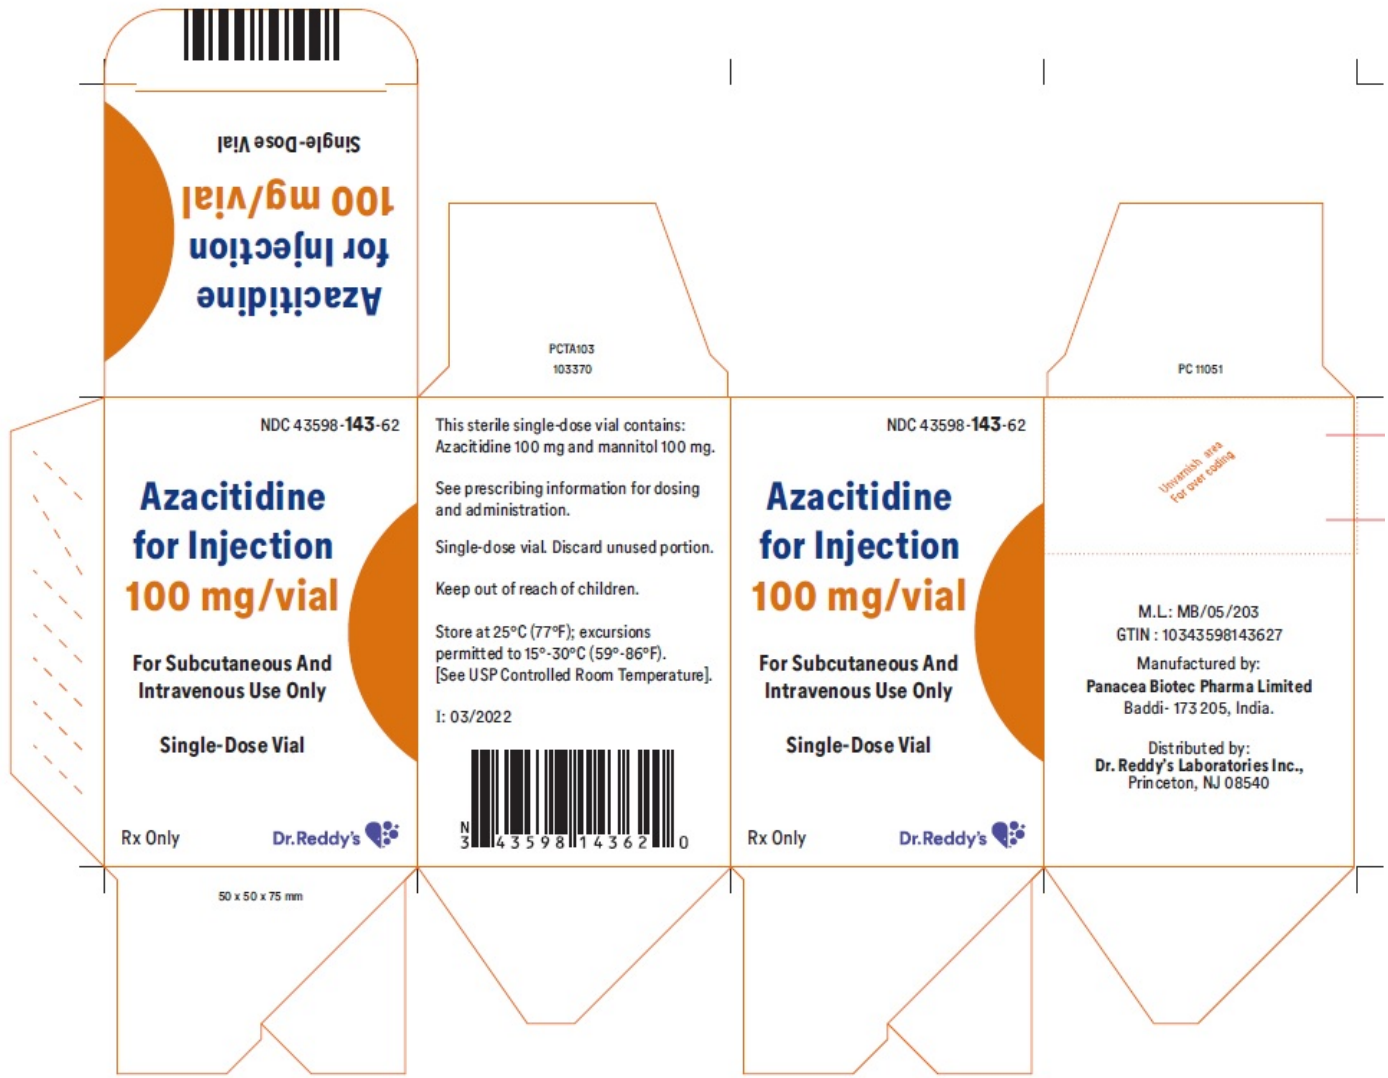 Single-Dose Vial
100 mg/vial
for Injection
Azacitidine
PCTA103
103370
PC 11051
NDC 43598-143-62
Azacitidine
for Injection
100 mg/vial
For Subcutaneous And
Intravenous Use Only
Single-Dose Vial
Rx Only
Dr.Reddy's
50 x 50 x 75 mm
This sterile single-dose vial contains:
Azacitidine 100 mg and mannitol 100 mg.
See prescribing information for dosing
and administration.
Single-dose vial. Discard unused portion.
Keep out of reach of children.
Store at 25°C (77°F); excursions
permitted to 15°-30°C (59°-86°F).
[See USP Controlled Room Temperature].
I: 03/2022
N
3 43598 14362 0
NDC 43598-143-62
Azacitidine
for Injection
100 mg/vial
For Subcutaneous And
Intravenous Use Only
Single-Dose Vial
Rx Only
Dr.Reddy's
Unvarnish area
For over coding
M.L.: MB/05/203
GTIN : 10343598143627
Manufactured by:
Panacea Biotec Pharma Limited
Baddi- 173 205, India.
Distributed by:
Dr. Reddy's Laboratories Inc.,
Princeton, NJ 08540